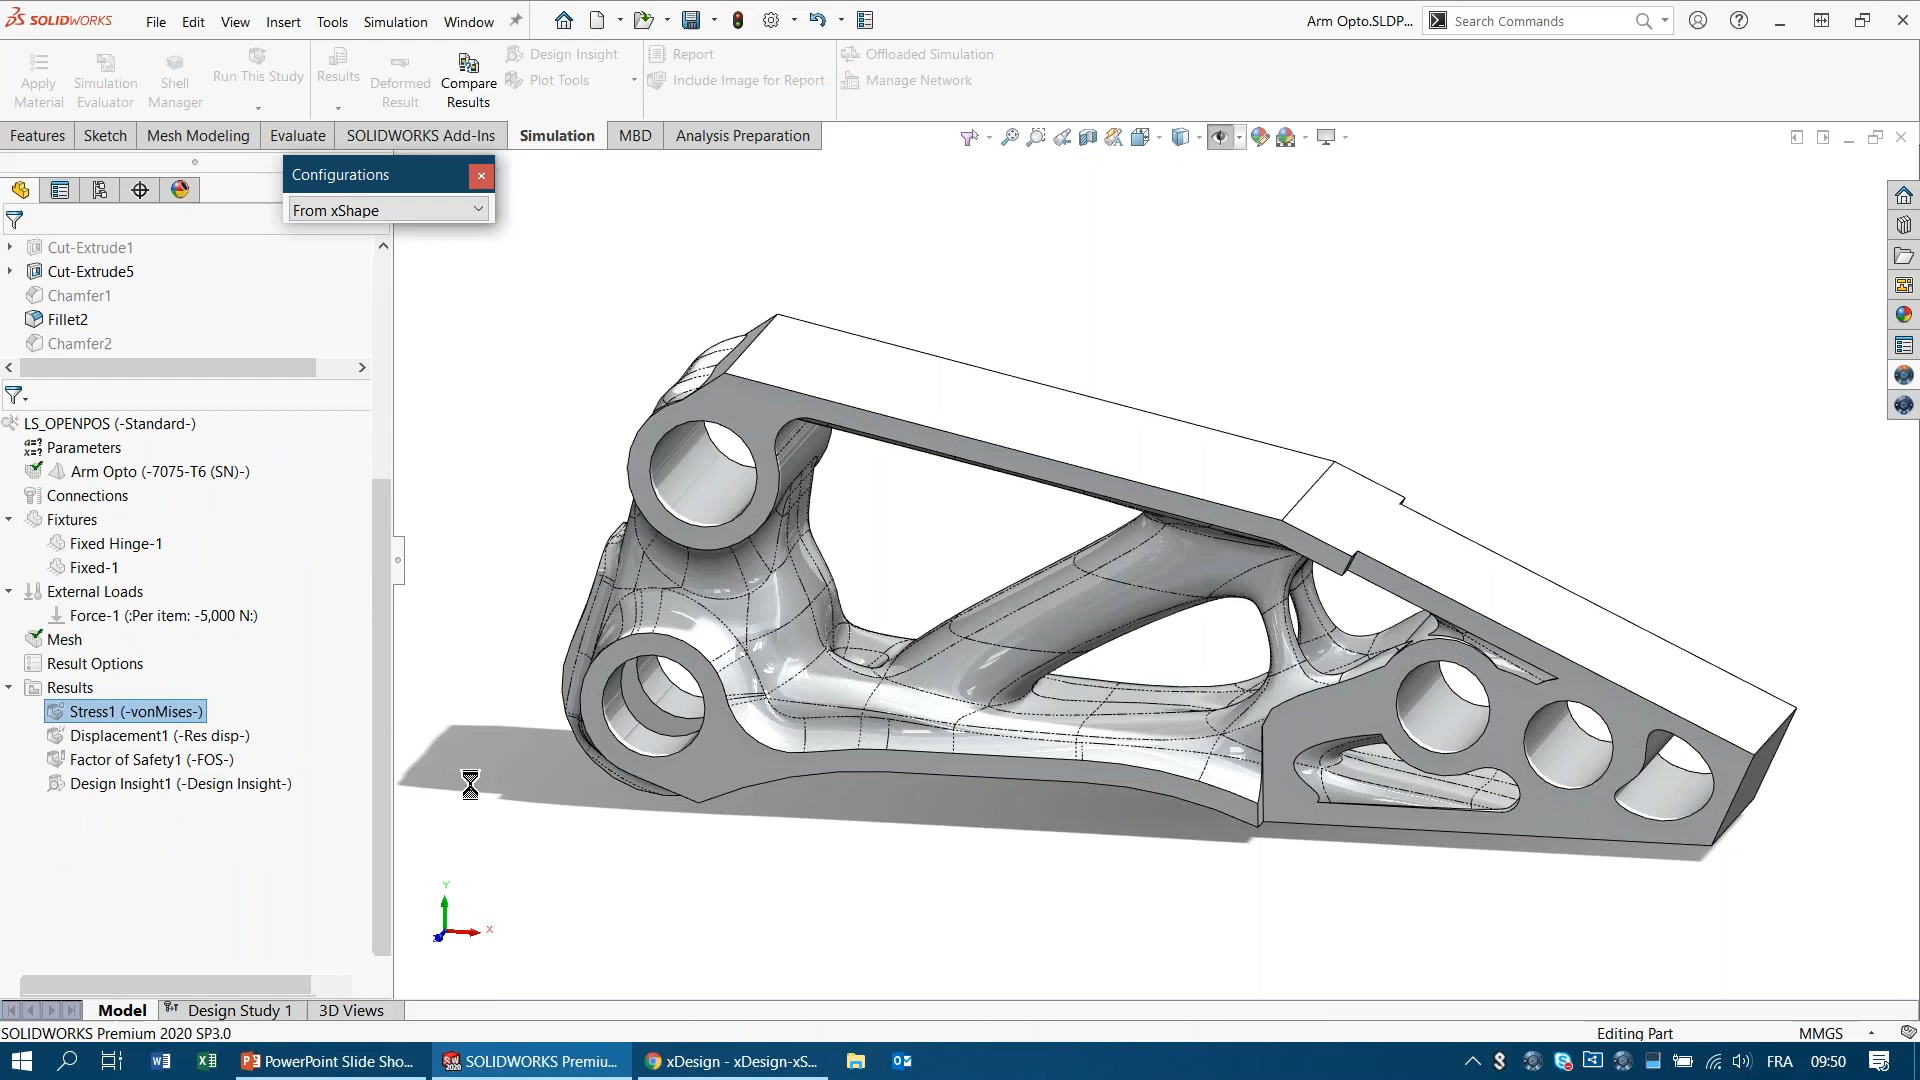 SOLIDWORKS File Edit View Insert Tools Simulation Window Arm Opto.SLDP... Search Commands
Apply Material
Simulation Evaluator
Shell Manager
Run This Study
Results
Deformed Result
Compare Results
Design Insight
Plot Tools
Report
Include Image for Report
Offloaded Simulation
Manage Network
Features Sketch Mesh Modeling Evaluate SOLIDWORKS Add-Ins Simulation MBD Analysis Preparation
Configurations
From xShape
Cut-Extrude1
Cut-Extrude5
Chamfer1
Fillet2
Chamfer2
LS_OPENPOS (-Standard-)
Parameters
Arm Opto (-7075-T6 (SN)-)
Connections
Fixtures
Fixed Hinge-1
Fixed-1
External Loads
Force-1 (:Per item: -5,000 N:)
Mesh
Result Options
Results
Stress1 (-vonMises-)
Displacement1 (-Res disp-)
Factor of Safety1 (-FOS-)
Design Insight1 (-Design Insight-)
Y
X
Model Design Study 1 3D Views
SOLIDWORKS Premium 2020 SP3.0 Editing Part MMGS
PowerPoint Slide Sho... SOLIDWORKS Premiu... xDesign - xDesign-xS... FRA 09:50